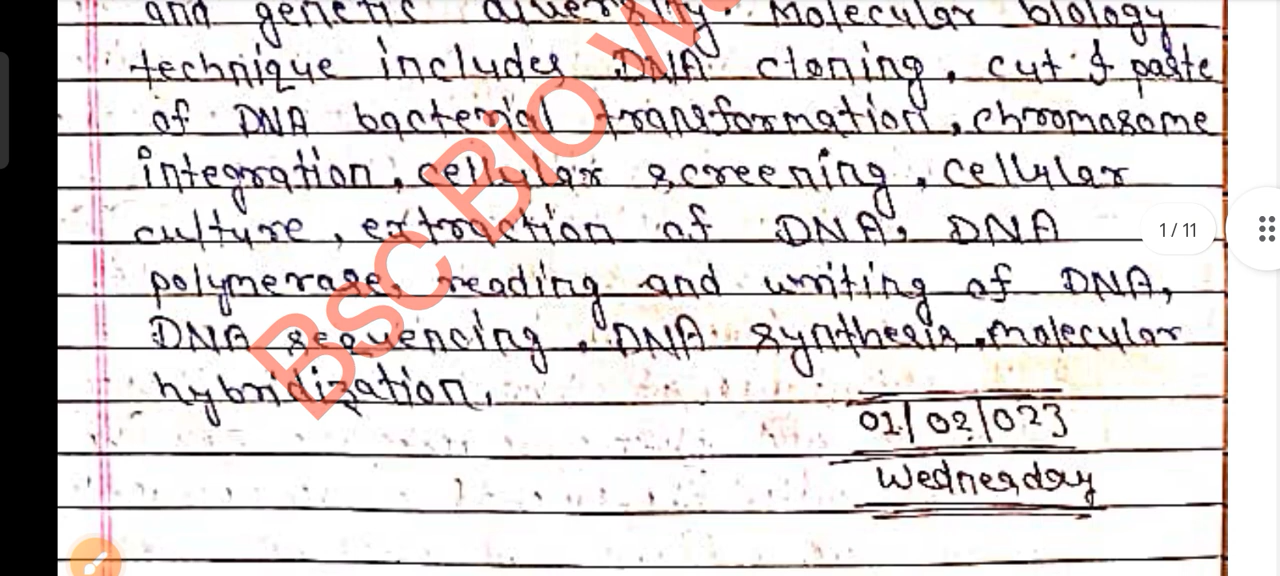 and genetic diversity. Molecular biology
technique includes DNA cloning, cut & paste
of DNA bacterial transformation, chromosome
integration, cellular screening, cellular
culture, extraction of DNA, DNA
polymerase, reading and writing of DNA,
DNA sequencing, DNA synthesis, molecular
hybridization.
01/02/023
Wednesday
BSC BIO W
1 / 11